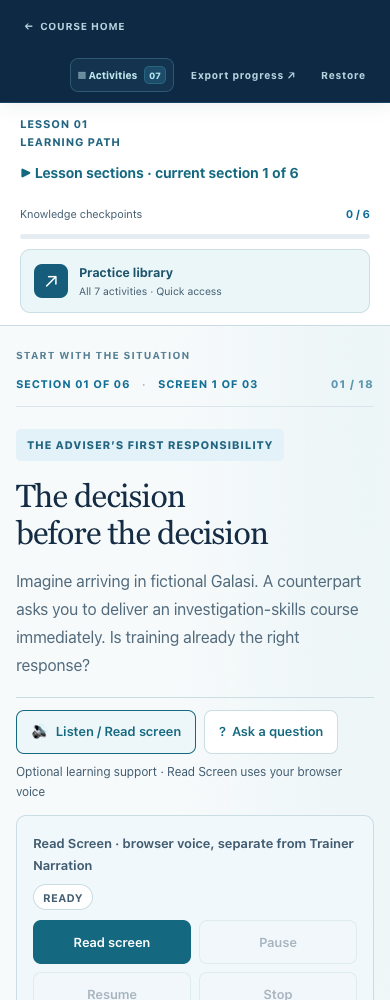 ← COURSE HOME
Activities 07 Export progress ↗ Restore
LESSON 01
LEARNING PATH
▶ Lesson sections · current section 1 of 6
Knowledge checkpoints 0 / 6
↗ Practice library
All 7 activities · Quick access
START WITH THE SITUATION
SECTION 01 OF 06 · SCREEN 1 OF 03 01 / 18
THE ADVISER'S FIRST RESPONSIBILITY
The decision
before the decision
Imagine arriving in fictional Galasi. A counterpart
asks you to deliver an investigation-skills course
immediately. Is training already the right
response?
Listen / Read screen ? Ask a question
Optional learning support · Read Screen uses your browser
voice
Read Screen · browser voice, separate from Trainer
Narration
READY
Read screen Pause
Resume Stop